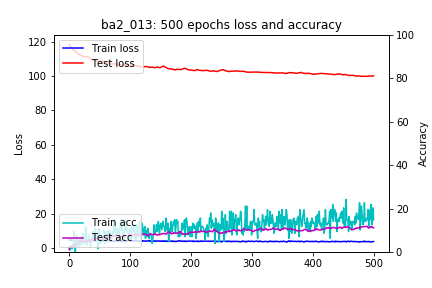 ba2_013: 500 epochs loss and accuracy
Train loss
Test loss
Train acc
Test acc
Loss
0
20
40
60
80
100
120
Accuracy
0
20
40
60
80
100
0
100
200
300
400
500